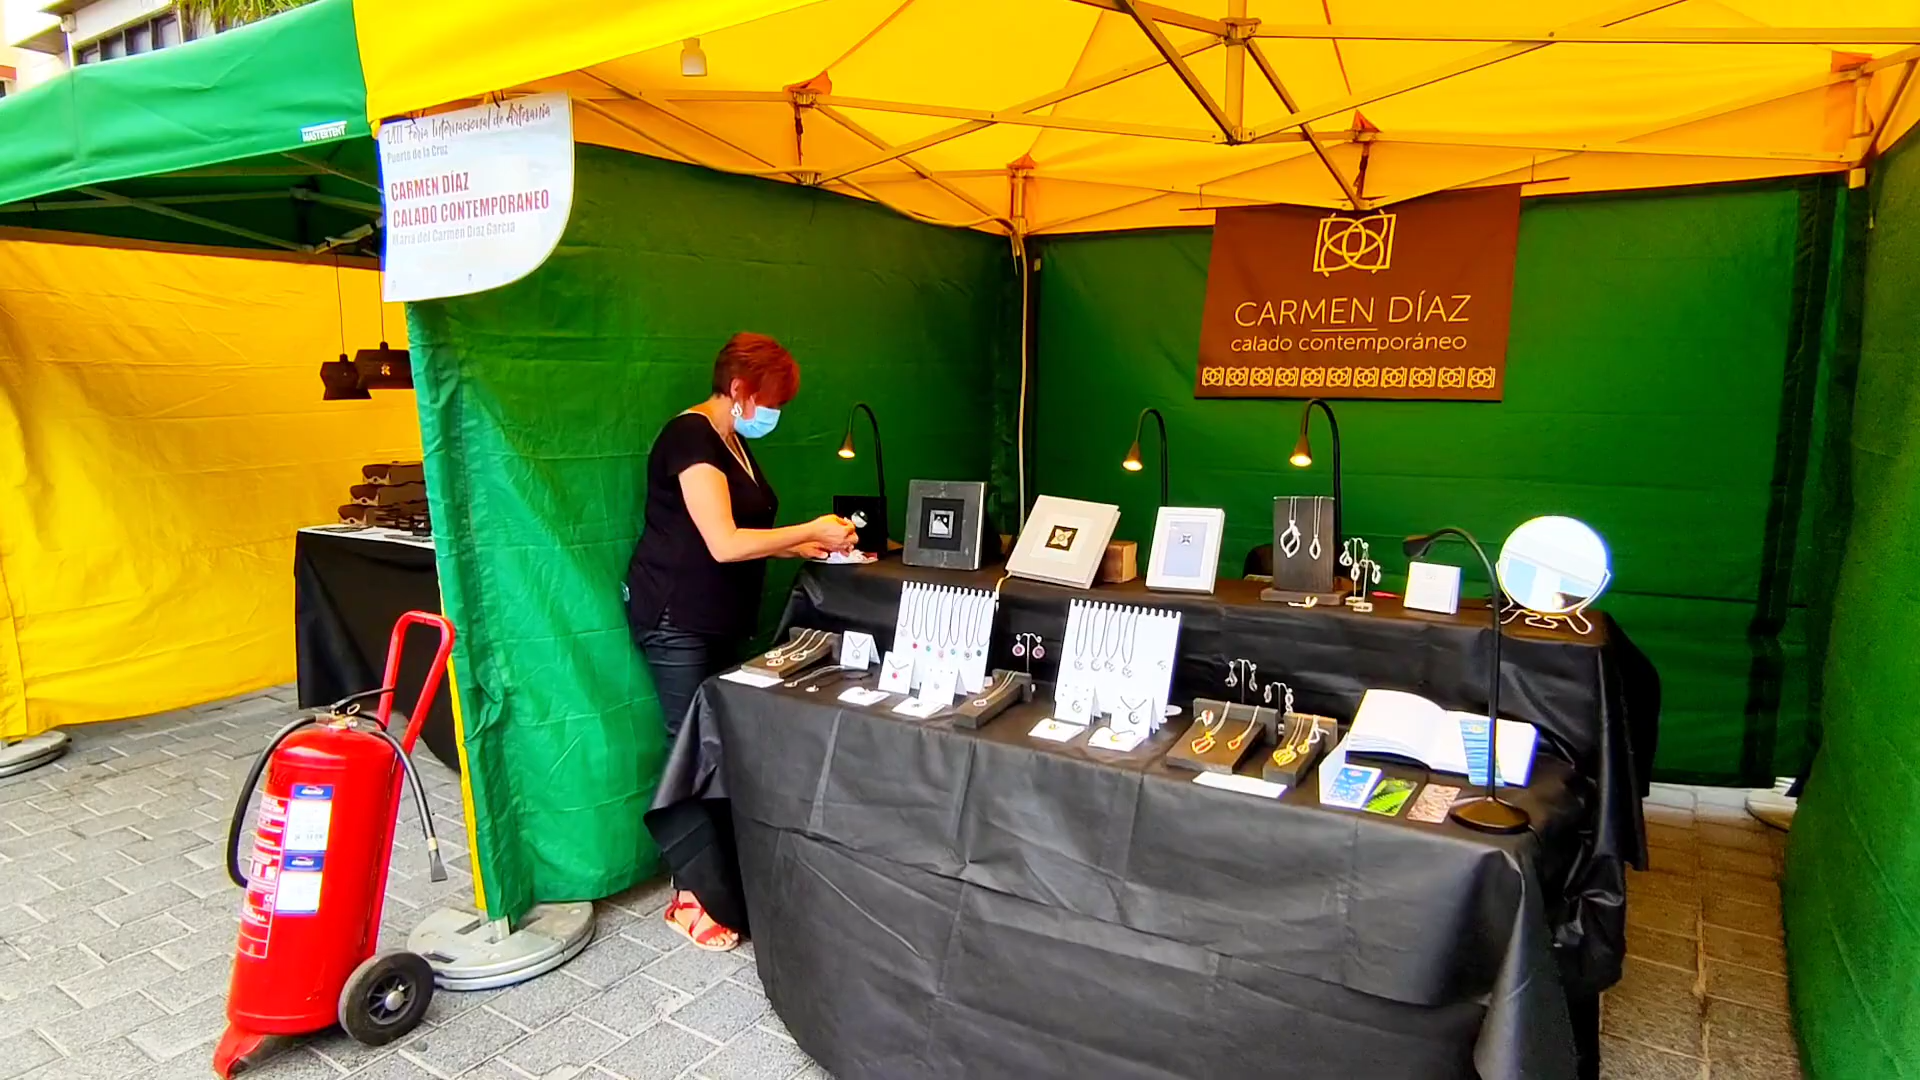 MASTERTENT
VIII Feria Internacional de Artesanía
Puerto de la Cruz
CARMEN DÍAZ
CALADO CONTEMPORANEO
María del Carmen Díaz García
CARMEN DÍAZ
calado contemporáneo